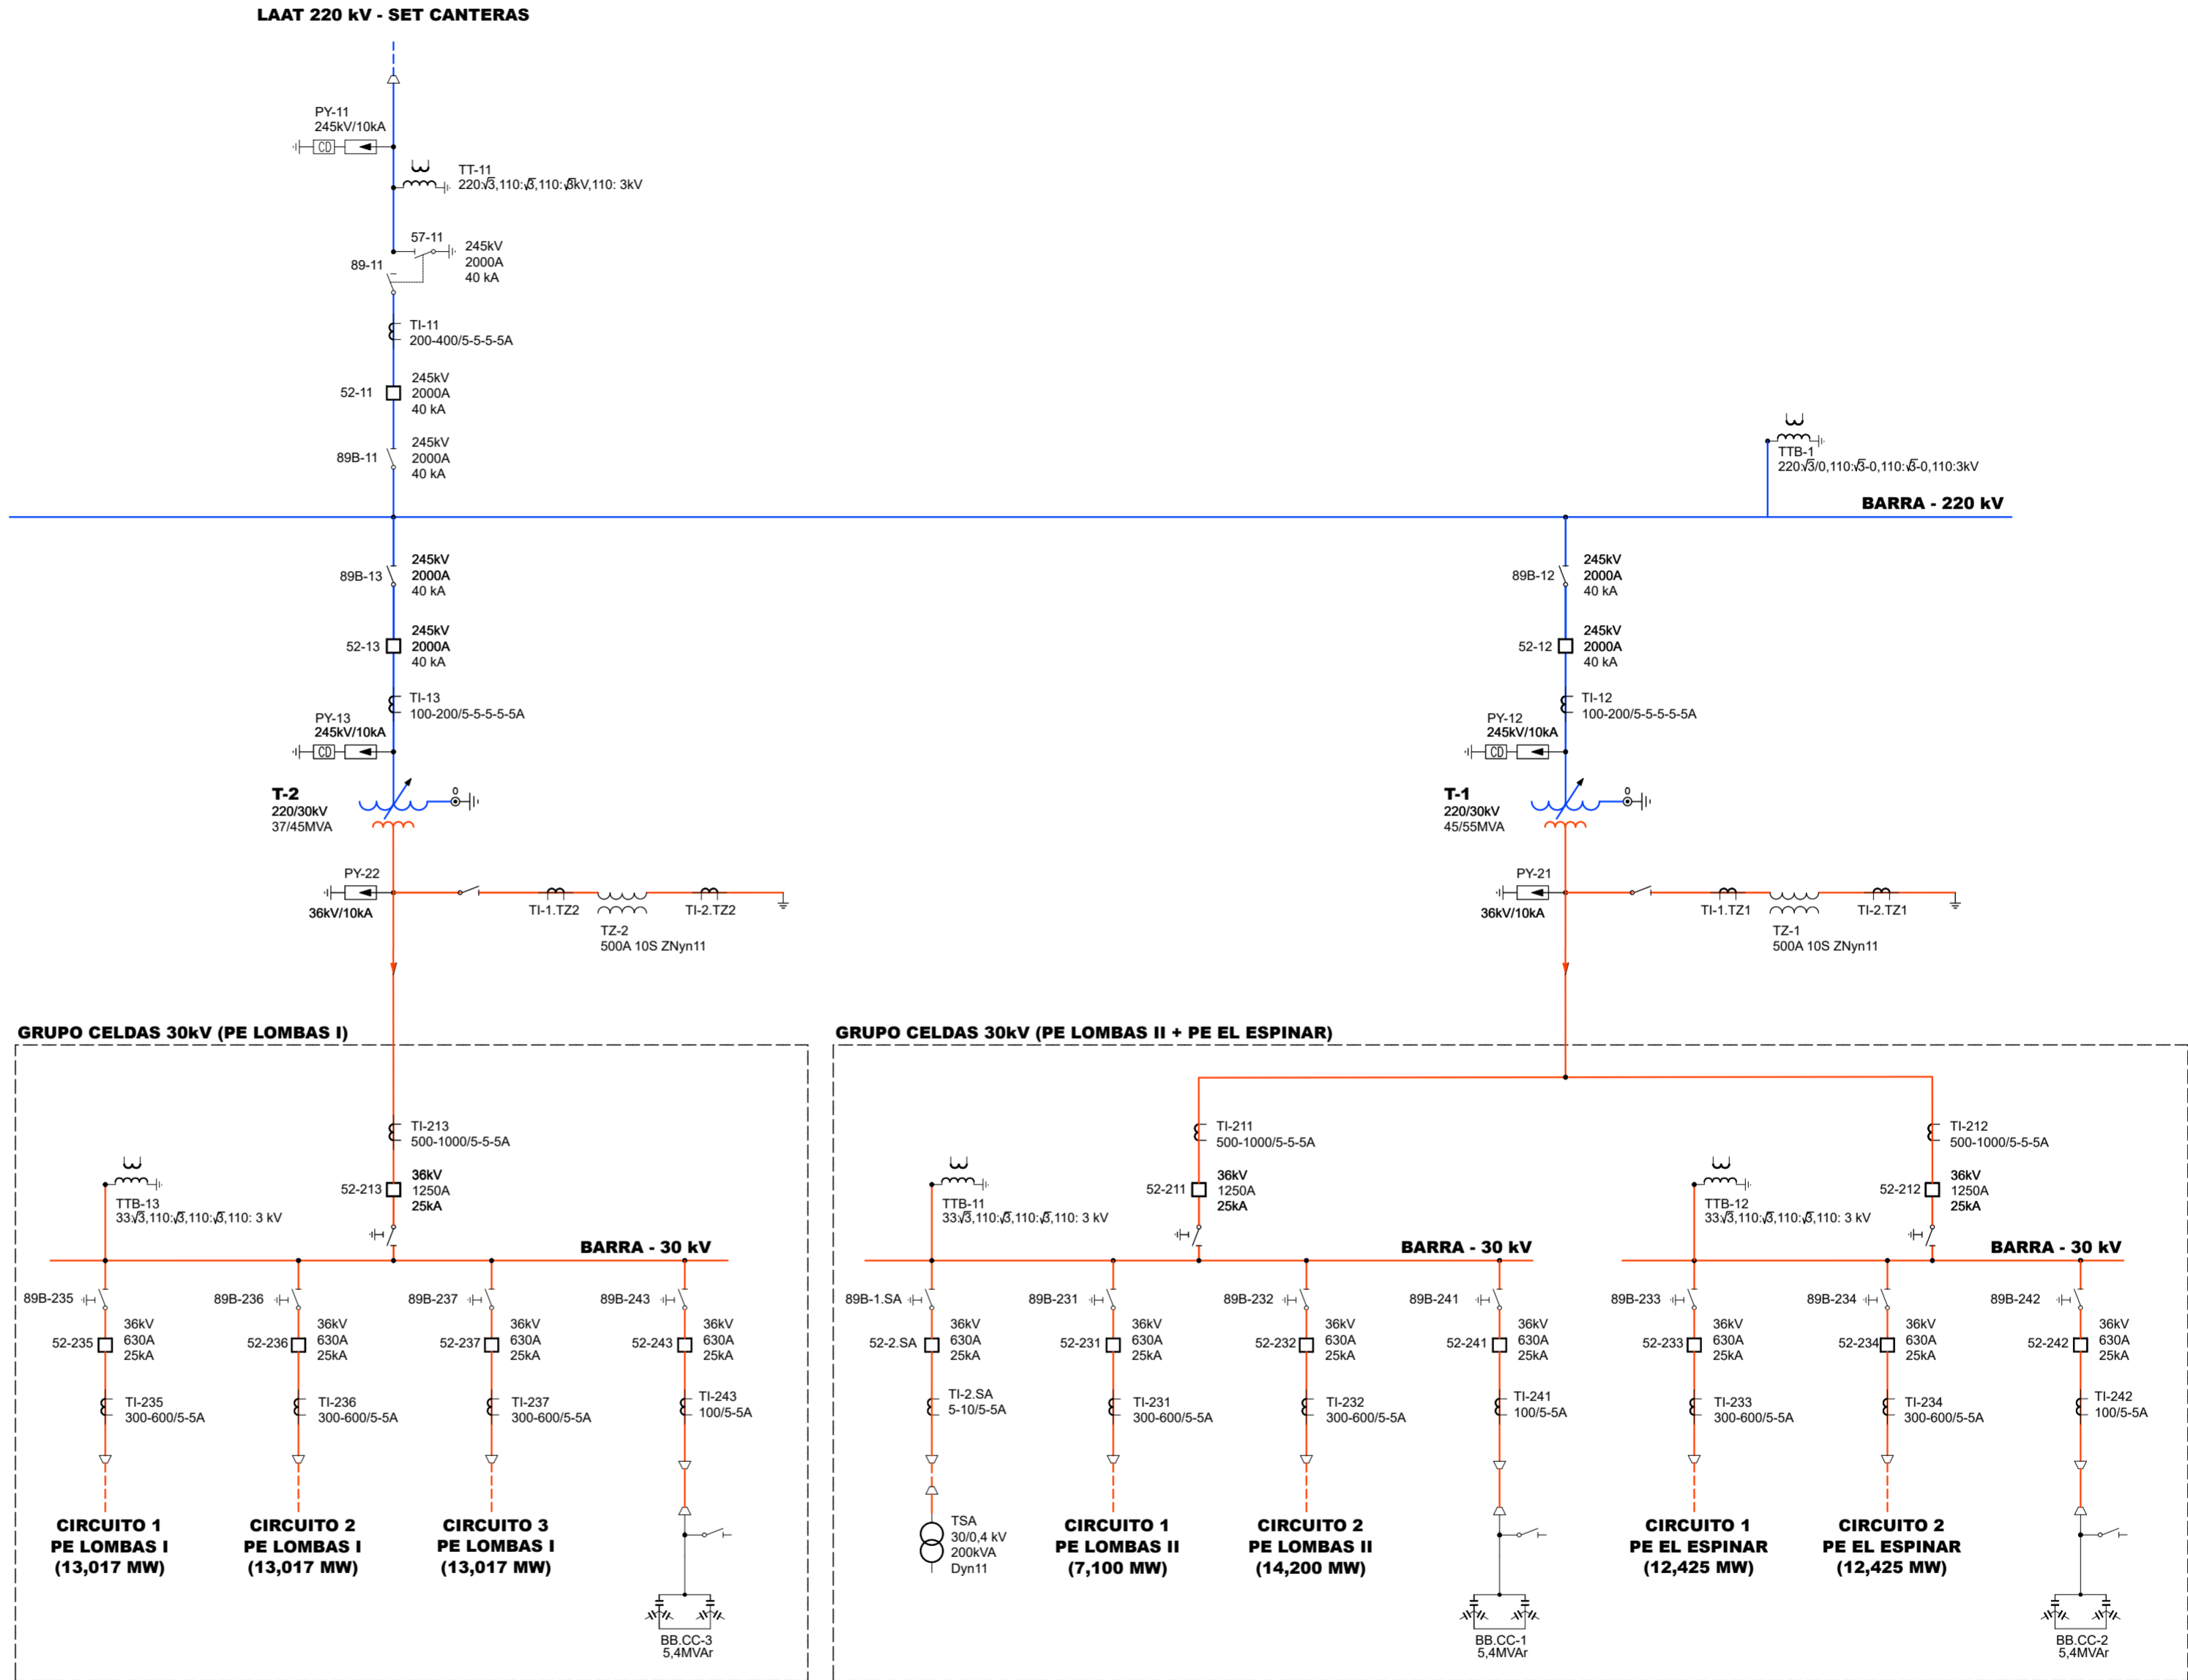 LAAT 220 kV - SET CANTERAS
PY-11
245kV/10kA
CD
TT-11
220:√3,110:√3,110:√3kV,110: 3kV
57-11
245kV
2000A
40 kA
89-11
TI-11
200-400/5-5-5-5A
52-11
245kV
2000A
40 kA
89B-11
245kV
2000A
40 kA
TTB-1
220:√3/0,110:√3-0,110:√3-0,110:3kV
BARRA - 220 kV
89B-13
245kV
2000A
40 kA
52-13
245kV
2000A
40 kA
TI-13
100-200/5-5-5-5-5A
PY-13
245kV/10kA
CD
T-2
220/30kV
37/45MVA
0
PY-22
36kV/10kA
TI-1.TZ2
TI-2.TZ2
TZ-2
500A 10S ZNyn11
89B-12
245kV
2000A
40 kA
52-12
245kV
2000A
40 kA
TI-12
100-200/5-5-5-5-5A
PY-12
245kV/10kA
CD
T-1
220/30kV
45/55MVA
0
PY-21
36kV/10kA
TI-1.TZ1
TI-2.TZ1
TZ-1
500A 10S ZNyn11
GRUPO CELDAS 30kV (PE LOMBAS I)
TI-213
500-1000/5-5-5A
52-213
36kV
1250A
25kA
TTB-13
33:√3,110:√3,110:√3,110: 3 kV
BARRA - 30 kV
89B-235
52-235
36kV
630A
25kA
TI-235
300-600/5-5A
CIRCUITO 1
PE LOMBAS I
(13,017 MW)
89B-236
52-236
36kV
630A
25kA
TI-236
300-600/5-5A
CIRCUITO 2
PE LOMBAS I
(13,017 MW)
89B-237
52-237
36kV
630A
25kA
TI-237
300-600/5-5A
CIRCUITO 3
PE LOMBAS I
(13,017 MW)
89B-243
52-243
36kV
630A
25kA
TI-243
100/5-5A
BB.CC-3
5,4MVAr
GRUPO CELDAS 30kV (PE LOMBAS II + PE EL ESPINAR)
TI-211
500-1000/5-5-5A
52-211
36kV
1250A
25kA
TTB-11
33:√3,110:√3,110:√3,110: 3 kV
BARRA - 30 kV
89B-1.SA
52-2.SA
36kV
630A
25kA
TI-2.SA
5-10/5-5A
TSA
30/0,4 kV
200kVA
Dyn11
89B-231
52-231
36kV
630A
25kA
TI-231
300-600/5-5A
CIRCUITO 1
PE LOMBAS II
(7,100 MW)
89B-232
52-232
36kV
630A
25kA
TI-232
300-600/5-5A
CIRCUITO 2
PE LOMBAS II
(14,200 MW)
89B-241
52-241
36kV
630A
25kA
TI-241
100/5-5A
BB.CC-1
5,4MVAr
TI-212
500-1000/5-5-5A
52-212
36kV
1250A
25kA
TTB-12
33:√3,110:√3,110:√3,110: 3 kV
BARRA - 30 kV
89B-233
52-233
36kV
630A
25kA
TI-233
300-600/5-5A
CIRCUITO 1
PE EL ESPINAR
(12,425 MW)
89B-234
52-234
36kV
630A
25kA
TI-234
300-600/5-5A
CIRCUITO 2
PE EL ESPINAR
(12,425 MW)
89B-242
52-242
36kV
630A
25kA
TI-242
100/5-5A
BB.CC-2
5,4MVAr